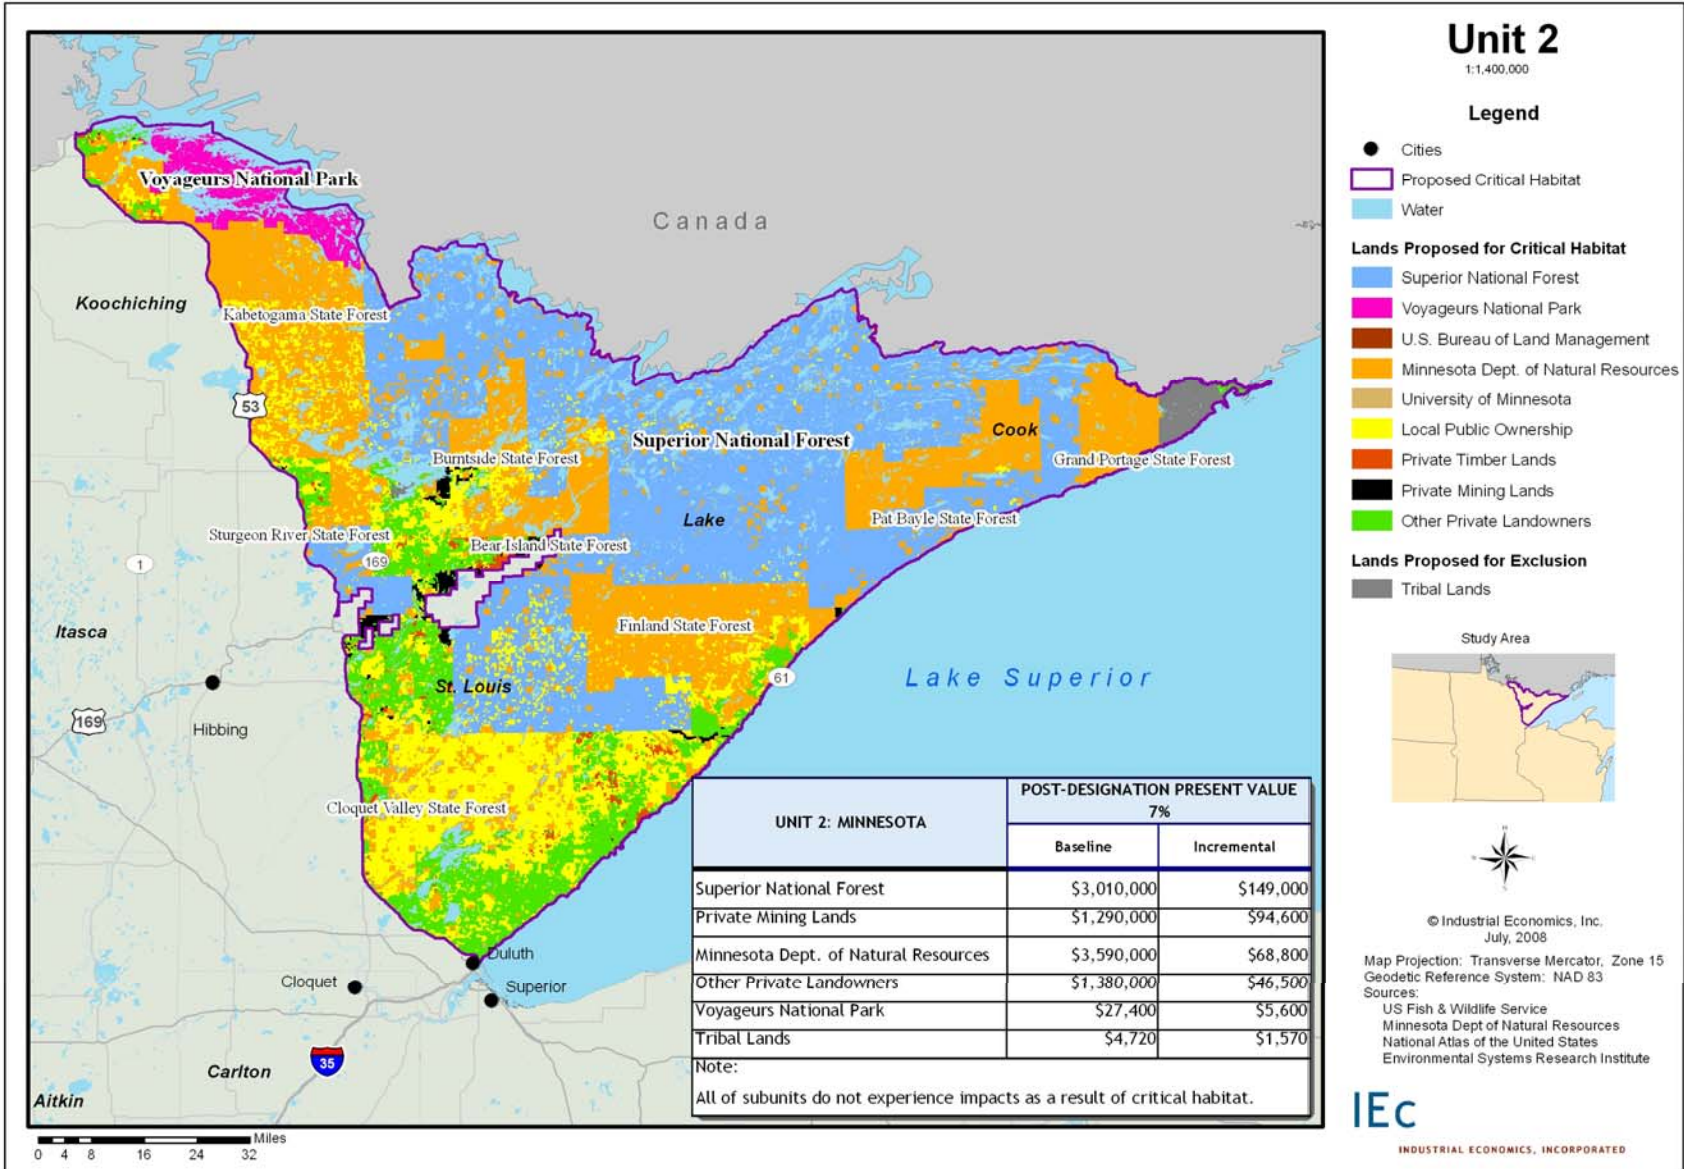 Unit 2
1:1,400,000
Legend
Cities
Proposed Critical Habitat
Water
Lands Proposed for Critical Habitat
Superior National Forest
Voyageurs National Park
U.S. Bureau of Land Management
Minnesota Dept. of Natural Resources
University of Minnesota
Local Public Ownership
Private Timber Lands
Private Mining Lands
Other Private Landowners
Lands Proposed for Exclusion
Tribal Lands
Study Area
© Industrial Economics, Inc.
July, 2008
Map Projection: Transverse Mercator, Zone 15
Geodetic Reference System: NAD 83
Sources:
US Fish & Wildlife Service
Minnesota Dept of Natural Resources
National Atlas of the United States
Environmental Systems Research Institute
IEc
INDUSTRIAL ECONOMICS, INCORPORATED
Voyageurs National Park
Canada
Koochiching
Kabetogama State Forest
53
Superior National Forest
Cook
Burntside State Forest
Grand Portage State Forest
Lake
Pat Bayle State Forest
Sturgeon River State Forest
Bear Island State Forest
169
1
Itasca
Finland State Forest
61
Lake Superior
St. Louis
169
Hibbing
Cloquet Valley State Forest
Duluth
Cloquet
Superior
35
Carlton
Aitkin
0 4 8 16 24 32 Miles
UNIT 2: MINNESOTA
POST-DESIGNATION PRESENT VALUE
7%
Baseline Incremental
Superior National Forest $3,010,000 $149,000
Private Mining Lands $1,290,000 $94,600
Minnesota Dept. of Natural Resources $3,590,000 $68,800
Other Private Landowners $1,380,000 $46,500
Voyageurs National Park $27,400 $5,600
Tribal Lands $4,720 $1,570
Note:
All of subunits do not experience impacts as a result of critical habitat.